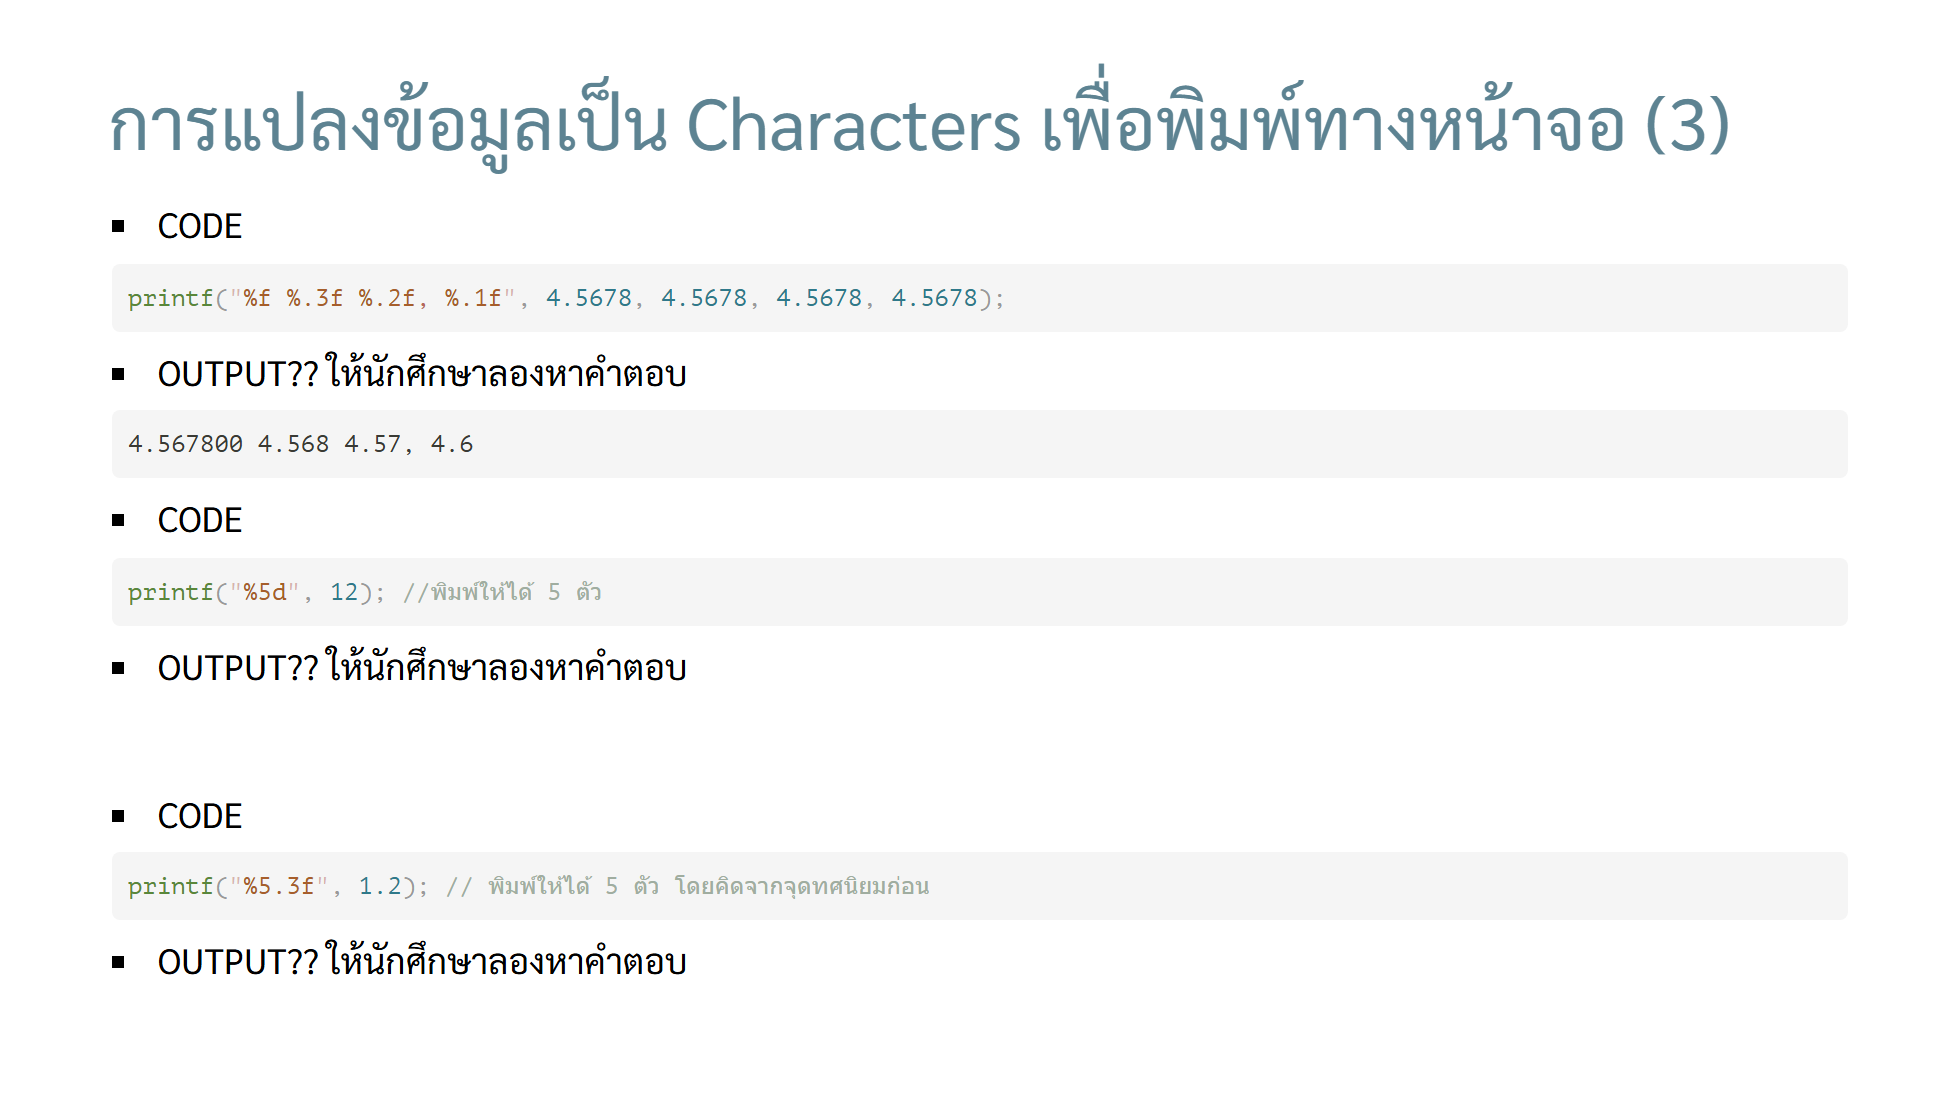 การแปลงข้อมูลเป็น Characters เพื่อพิมพ์ทางหน้าจอ (3)
▪ CODE
printf("%f %.3f %.2f, %.1f", 4.5678, 4.5678, 4.5678, 4.5678);
▪ OUTPUT?? ให้นักศึกษาลองหาคำตอบ
4.567800 4.568 4.57, 4.6
▪ CODE
printf("%5d", 12); //พิมพ์ให้ได้ 5 ตัว
▪ OUTPUT?? ให้นักศึกษาลองหาคำตอบ
▪ CODE
printf("%5.3f", 1.2); // พิมพ์ให้ได้ 5 ตัว โดยคิดจากจุดทศนิยมก่อน
▪ OUTPUT?? ให้นักศึกษาลองหาคำตอบ